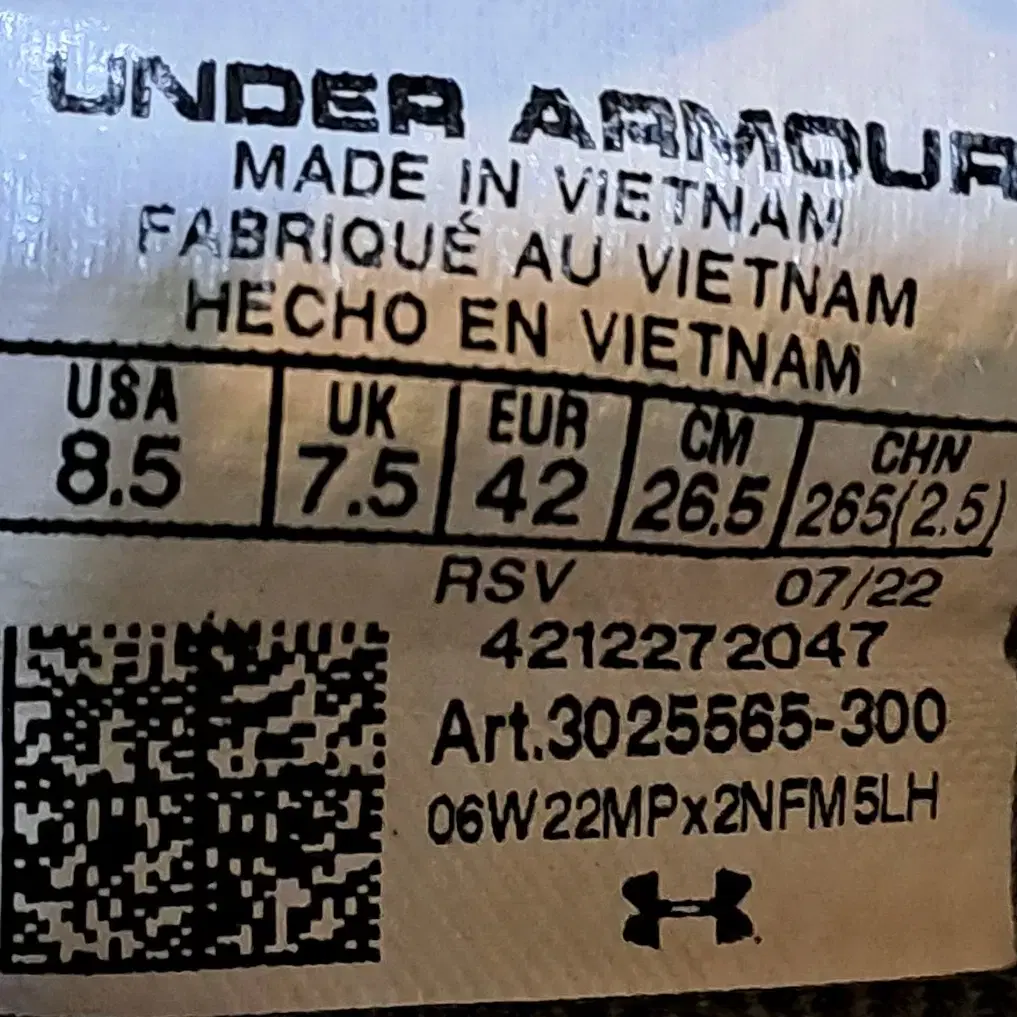 UNDER ARMOUR
MADE IN VIETNAM
FABRIQUÉ AU VIETNAM
HECHO EN VIETNAM
USA UK EUR CM CHN
8.5 7.5 42 26.5 265(2.5)
RSV 07/22
4212272047
Art.3025565-300
06W22MPx2NFM5LH